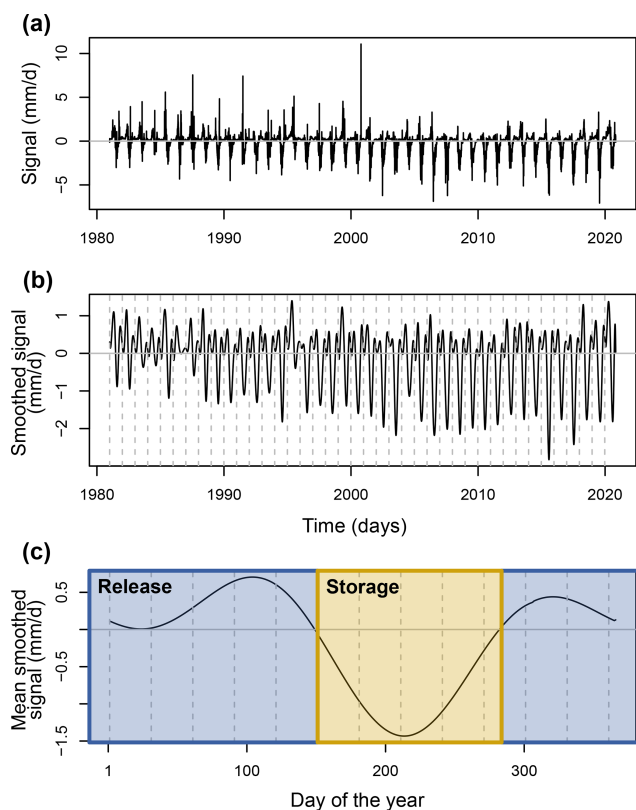 (a)
Signal (mm/d)
10
5
0
−5
1980 1990 2000 2010 2020
(b)
Smoothed signal
(mm/d)
1
0
−1
−2
1980 1990 2000 2010 2020
Time (days)
(c)
Release Storage
Mean smoothed
signal (mm/d)
0.5
−0.5
−1.5
1 100 200 300
Day of the year